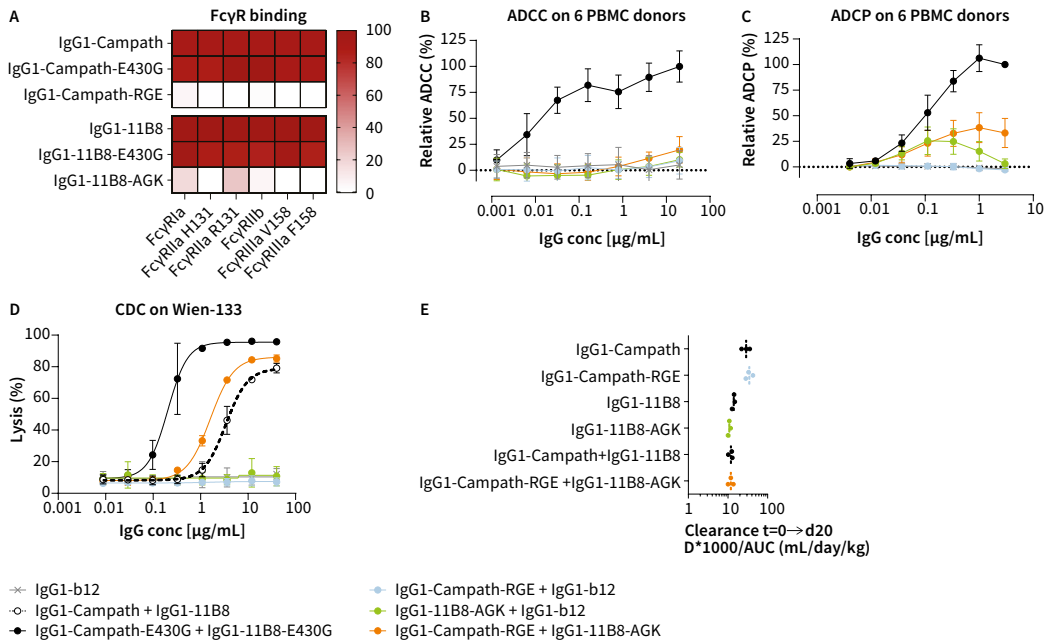 A
FcγR binding
IgG1-Campath
IgG1-Campath-E430G
IgG1-Campath-RGE
IgG1-11B8
IgG1-11B8-E430G
IgG1-11B8-AGK
100
80
60
40
20
0
FcγRIa
FcγRIIa H131
FcγRIIa R131
FcγRIIb
FcγRIIIa V158
FcγRIIIa F158
B
ADCC on 6 PBMC donors
Relative ADCC (%)
125
100
75
50
25
0
0.001
0.01
0.1
1
10
100
IgG conc [µg/mL]
C
ADCP on 6 PBMC donors
Relative ADCP (%)
125
100
75
50
25
0
0.001
0.01
0.1
1
10
IgG conc [µg/mL]
D
CDC on Wien-133
Lysis (%)
100
80
60
40
20
0
0.001
0.01
0.1
1
10
100
IgG conc [µg/mL]
E
IgG1-Campath
IgG1-Campath-RGE
IgG1-11B8
IgG1-11B8-AGK
IgG1-Campath+IgG1-11B8
IgG1-Campath-RGE +IgG1-11B8-AGK
1
10
100
Clearance t=0→d20
D*1000/AUC (mL/day/kg)
IgG1-b12
IgG1-Campath + IgG1-11B8
IgG1-Campath-E430G + IgG1-11B8-E430G
IgG1-Campath-RGE + IgG1-b12
IgG1-11B8-AGK + IgG1-b12
IgG1-Campath-RGE + IgG1-11B8-AGK